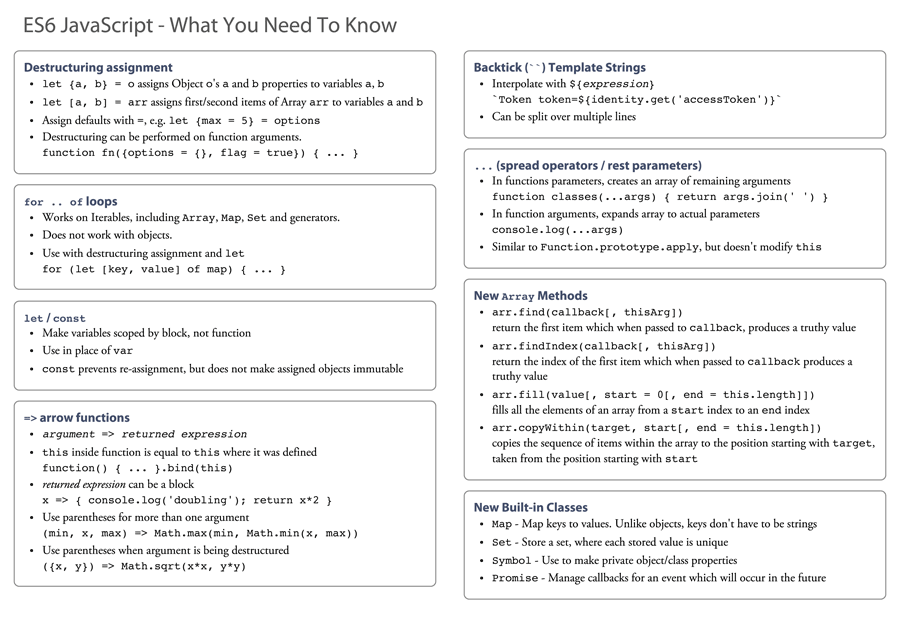 ES6 JavaScript - What You Need To Know
Destructuring assignment
• let {a, b} = o assigns Object o's a and b properties to variables a, b
• let [a, b] = arr assigns first/second items of Array arr to variables a and b
• Assign defaults with =, e.g. let {max = 5} = options
• Destructuring can be performed on function arguments.
function fn({options = {}, flag = true}) { ... }
for .. of loops
• Works on Iterables, including Array, Map, Set and generators.
• Does not work with objects.
• Use with destructuring assignment and let
for (let [key, value] of map) { ... }
let / const
• Make variables scoped by block, not function
• Use in place of var
• const prevents re-assignment, but does not make assigned objects immutable
=> arrow functions
• argument => returned expression
• this inside function is equal to this where it was defined
function() { ... }.bind(this)
• returned expression can be a block
x => { console.log('doubling'); return x*2 }
• Use parentheses for more than one argument
(min, x, max) => Math.max(min, Math.min(x, max))
• Use parentheses when argument is being destructured
({x, y}) => Math.sqrt(x*x, y*y)
Backtick (``) Template Strings
• Interpolate with ${expression}
`Token token=${identity.get('accessToken')}`
• Can be split over multiple lines
... (spread operators / rest parameters)
• In functions parameters, creates an array of remaining arguments
function classes(...args) { return args.join(' ') }
• In function arguments, expands array to actual parameters
console.log(...args)
• Similar to Function.prototype.apply, but doesn't modify this
New Array Methods
• arr.find(callback[, thisArg])
return the first item which when passed to callback, produces a truthy value
• arr.findIndex(callback[, thisArg])
return the index of the first item which when passed to callback produces a
truthy value
• arr.fill(value[, start = 0[, end = this.length]])
fills all the elements of an array from a start index to an end index
• arr.copyWithin(target, start[, end = this.length])
copies the sequence of items within the array to the position starting with target,
taken from the position starting with start
New Built-in Classes
• Map - Map keys to values. Unlike objects, keys don't have to be strings
• Set - Store a set, where each stored value is unique
• Symbol - Use to make private object/class properties
• Promise - Manage callbacks for an event which will occur in the future